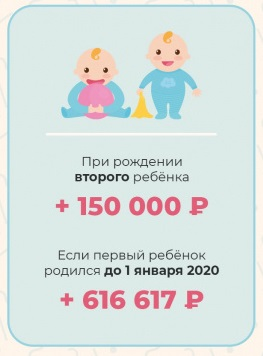 При рождении
второго ребёнка
+ 150 000 ₽
Если первый ребёнок
родился до 1 января 2020
+ 616 617 ₽